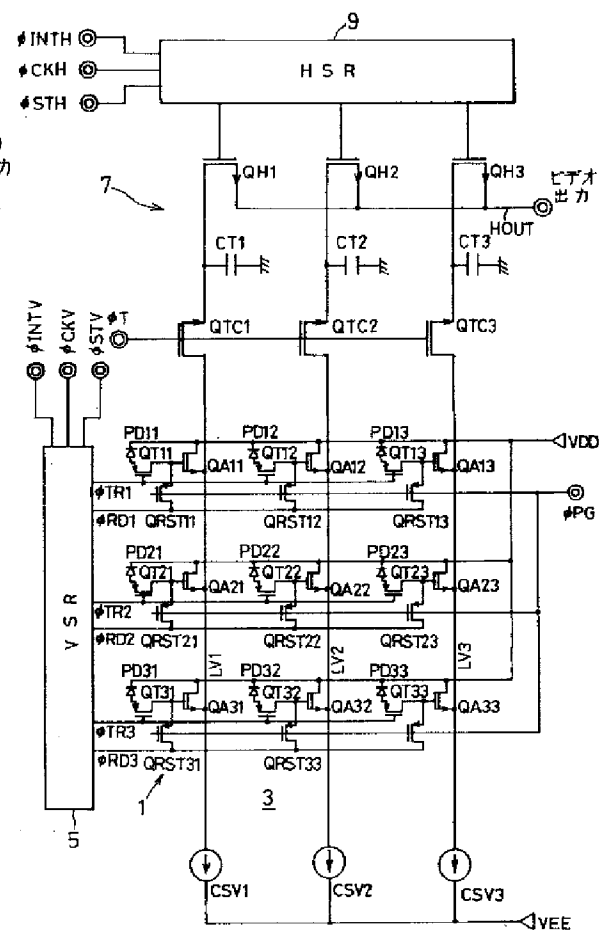 9
φINTH
φCKH
φSTH
H S R
力
7
QH1
QH2
QH3
ビデオ
出力
HOUT
CT1
CT2
CT3
φINTV
φCKV
φSTV
φT
QTC1
QTC2
QTC3
PD11
PD12
PD13
VDD
QT11
QT12
QT13
QA11
QA12
QA13
φTR1
φPG
φRD1
QRST11
QRST12
QRST13
PD21
PD22
PD23
QT21
QT22
QT23
QA21
QA22
QA23
V S R
φTR2
φRD2
QRST21
QRST22
QRST23
LV1
LV2
LV3
PD31
PD32
PD33
QT31
QT32
QT33
QA31
QA32
QA33
φTR3
φRD3
QRST31
QRST33
1
3
5
CSV1
CSV2
CSV3
VEE